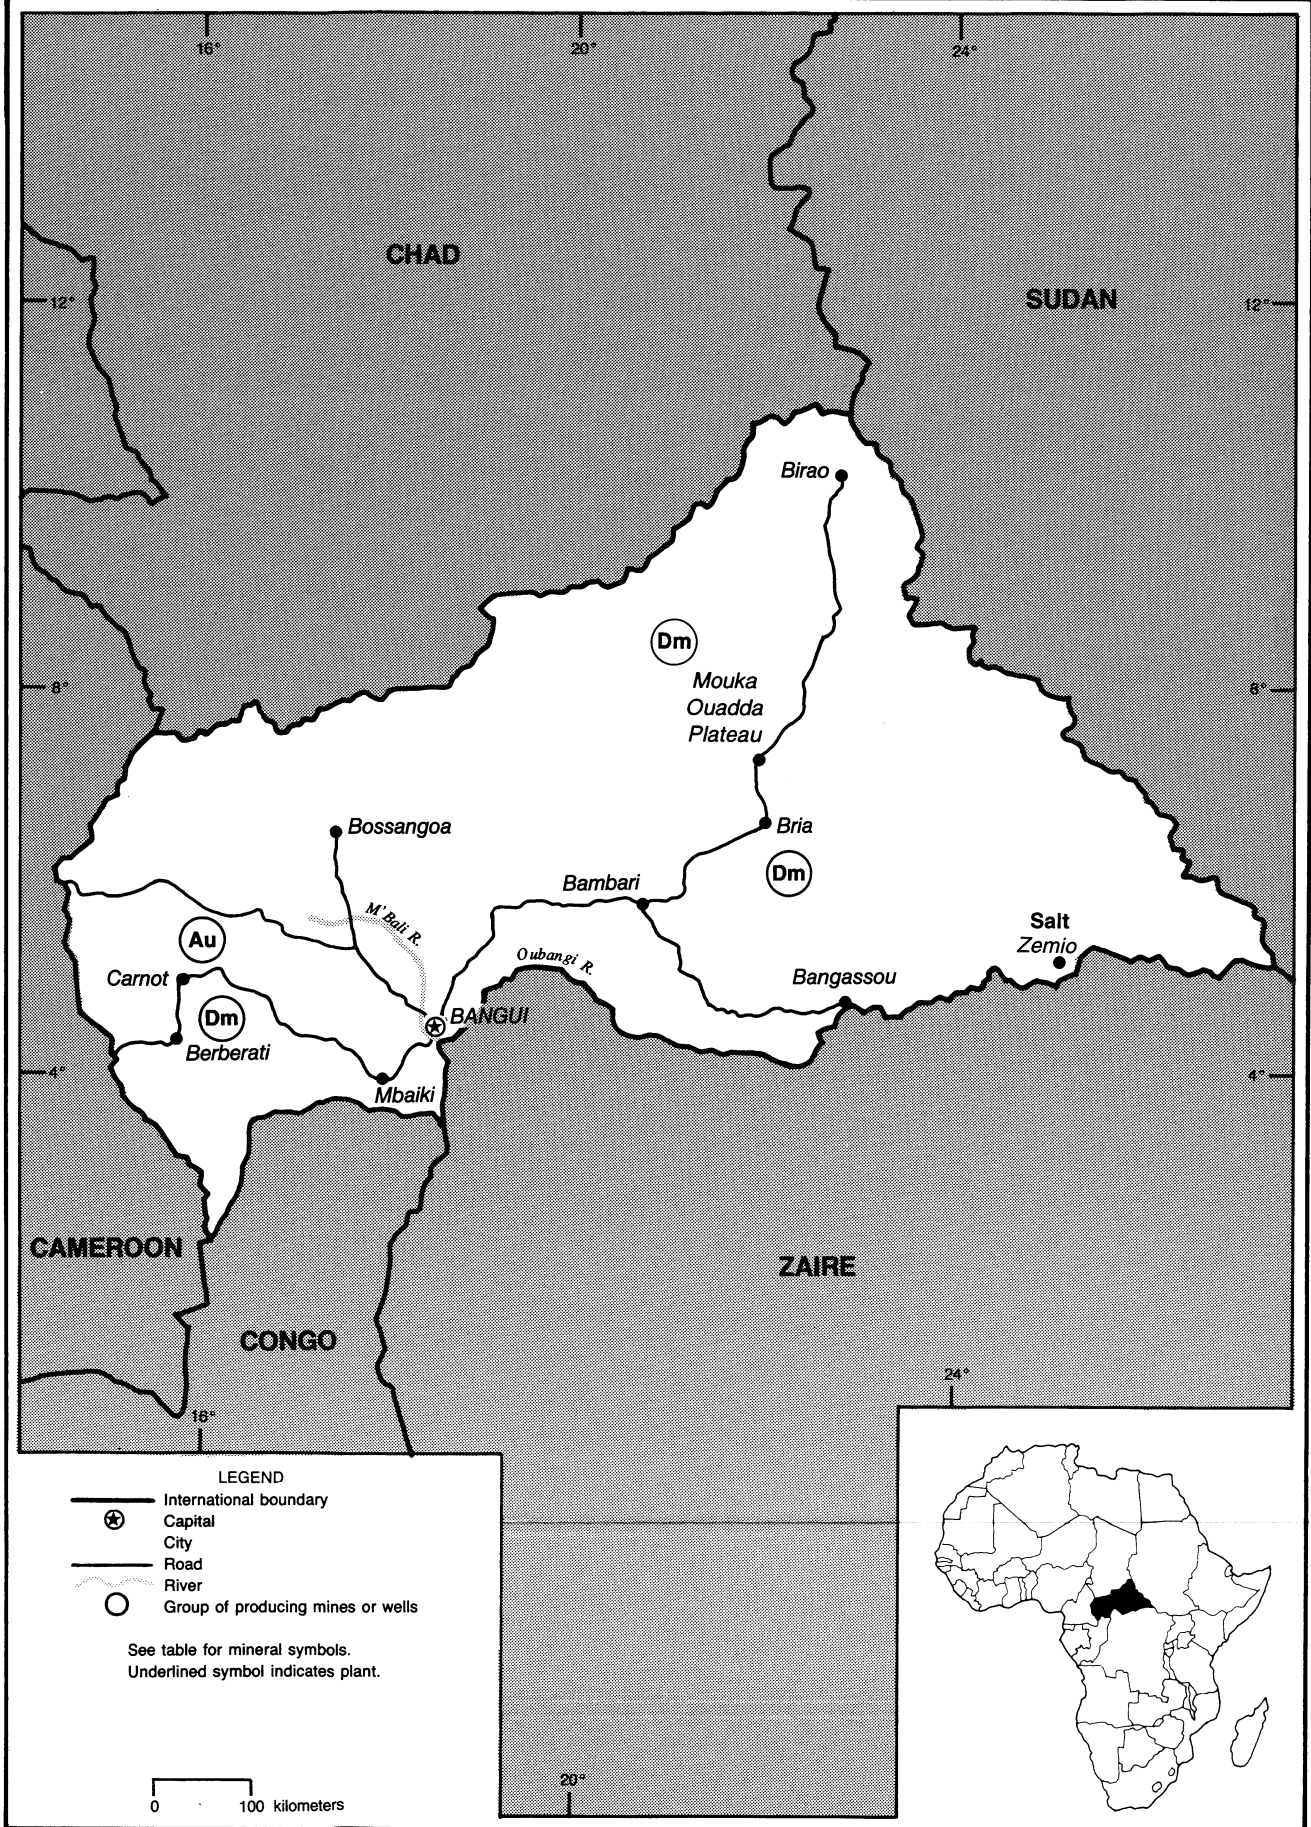 16°
20°
24°
CHAD
SUDAN
12°
12°
Birao
Dm
8°
8°
Mouka
Ouadda
Plateau
Bossangoa
Bria
Dm
Bambari
M'Bali R.
Au
Salt
Zemio
Oubangi R.
Carnot
Bangassou
Dm
BANGUI
Berberati
4°
4°
Mbaiki
CAMEROON
ZAIRE
CONGO
24°
16°
LEGEND
International boundary
Capital
City
Road
River
Group of producing mines or wells
See table for mineral symbols.
Underlined symbol indicates plant.
20°
0 100 kilometers